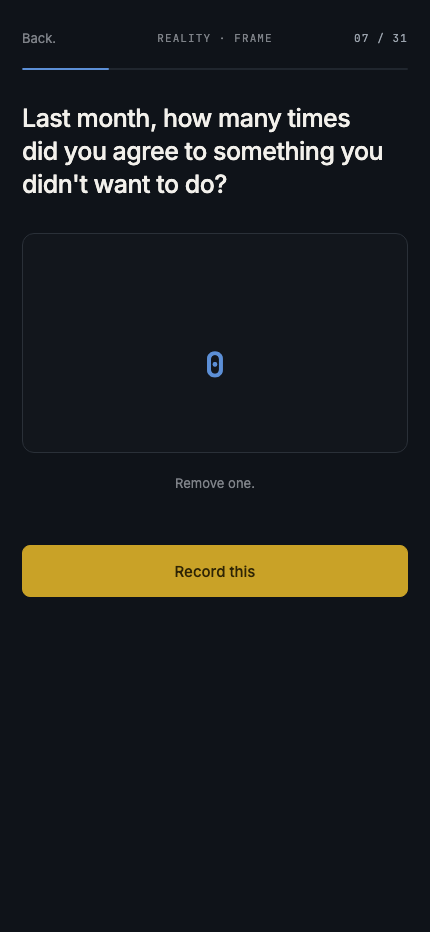 Back.
REALITY · FRAME
07 / 31
Last month, how many times
did you agree to something you
didn't want to do?
0
Remove one.
Record this